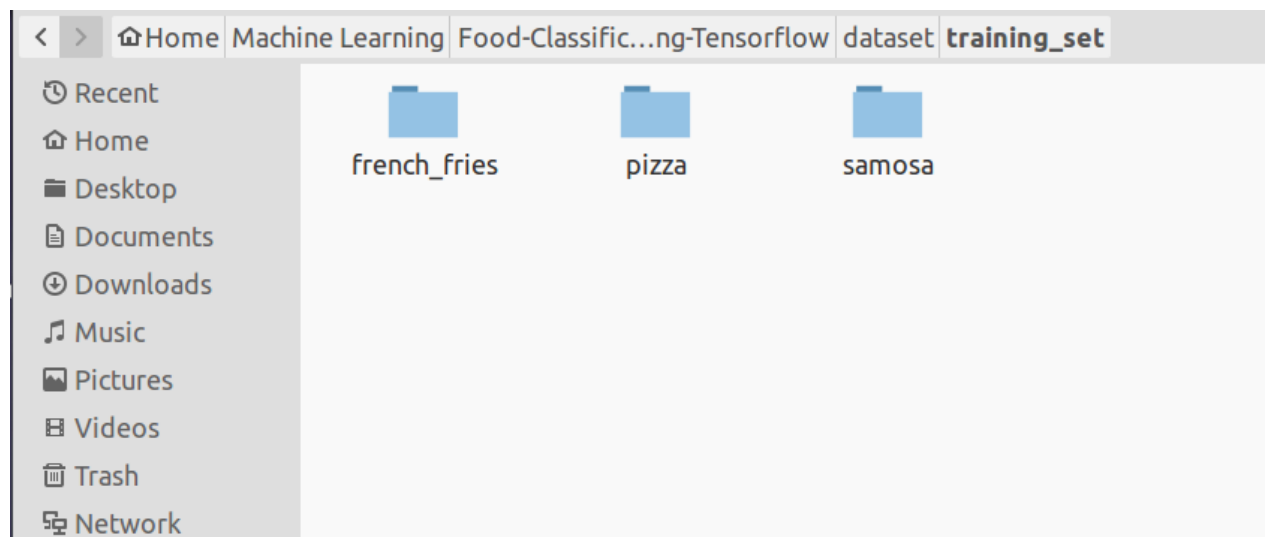 Home Machine Learning Food-Classific...ng-Tensorflow dataset training_set
Recent
Home
Desktop
Documents
Downloads
Music
Pictures
Videos
Trash
Network
french_fries pizza samosa